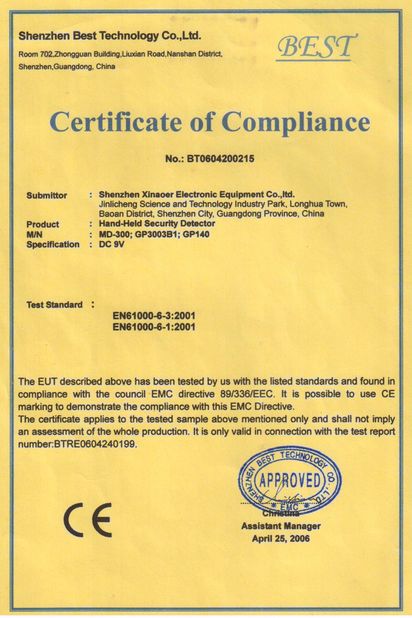 Shenzhen Best Technology Co.,Ltd.
Room 702,Zhongguan Building,Liuxian Road,Nanshan District,
Shenzhen,Guangdong, China
BEST
Certificate of Compliance
No.: BT0604200215
Submittor : Shenzhen Xinaoer Electronic Equipment Co.,ltd.
Jinlicheng Science and Technology Industry Park, Longhua Town,
Baoan District, Shenzhen City, Guangdong Province, China
Product : Hand-Held Security Detector
M/N : MD-300; GP3003B1; GP140
Specification : DC 9V
Test Standard :
EN61000-6-3:2001
EN61000-6-1:2001
The EUT described above has been tested by us with the listed standards and found in
compliance with the council EMC directive 89/336/EEC. It is possible to use CE
marking to demonstrate the compliance with this EMC Directive.
The certificate applies to the tested sample above mentioned only and shall not imply
an assessment of the whole production. It is only valid in connection with the test report
number:BTRE0604240199.
SHENZHEN BEST TECHNOLOGY CO., LTD.
APPROVED
* EMC *
CE
Christina
Assistant Manager
April 25, 2006